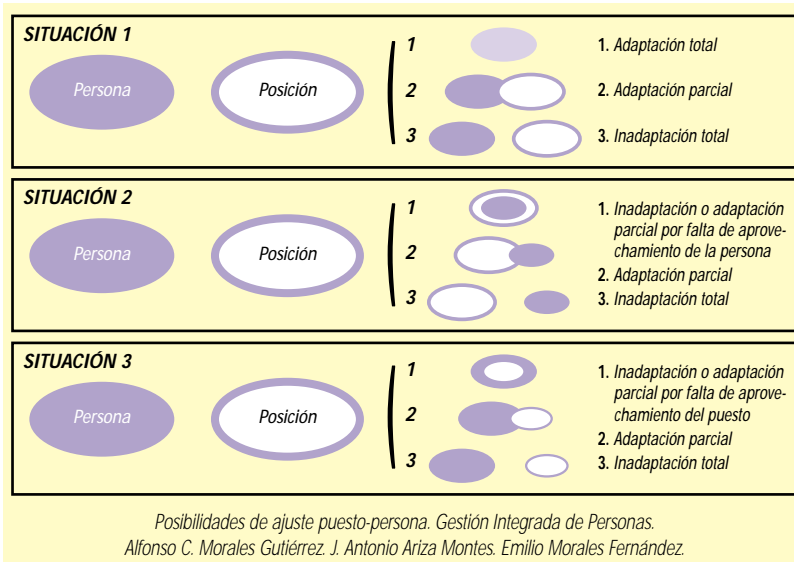 SITUACIÓN 1
Persona
Posición
1
2
3
1. Adaptación total
2. Adaptación parcial
3. Inadaptación total
SITUACIÓN 2
Persona
Posición
1
2
3
1. Inadaptación o adaptación
parcial por falta de aprove-
chamiento de la persona
2. Adaptación parcial
3. Inadaptación total
SITUACIÓN 3
Persona
Posición
1
2
3
1. Inadaptación o adaptación
parcial por falta de aprove-
chamiento del puesto
2. Adaptación parcial
3. Inadaptación total
Posibilidades de ajuste puesto-persona. Gestión Integrada de Personas.
Alfonso C. Morales Gutiérrez. J. Antonio Ariza Montes. Emilio Morales Fernández.